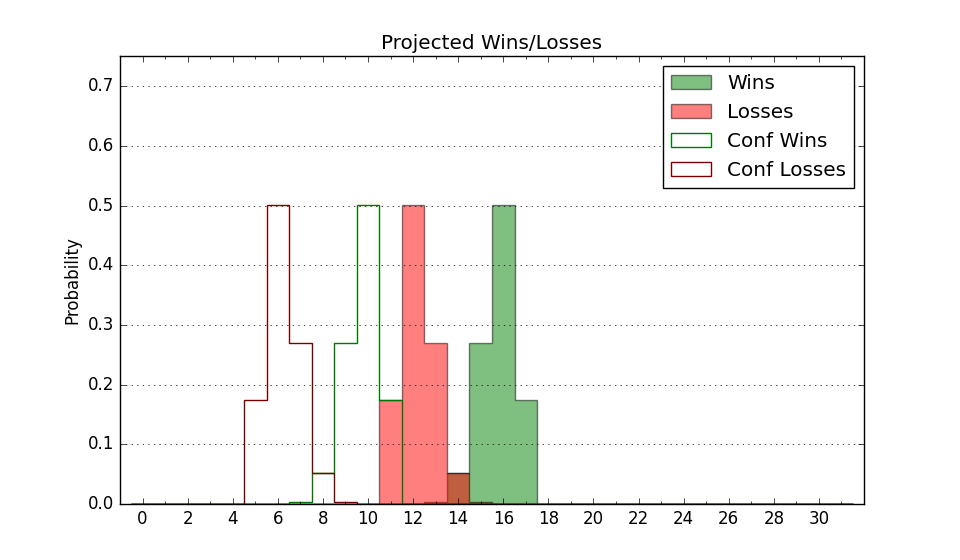 Projected Wins/Losses
Wins
Losses
Conf Wins
Conf Losses
Probability
0.7
0.6
0.5
0.4
0.3
0.2
0.1
0.0
0 2 4 6 8 10 12 14 16 18 20 22 24 26 28 30